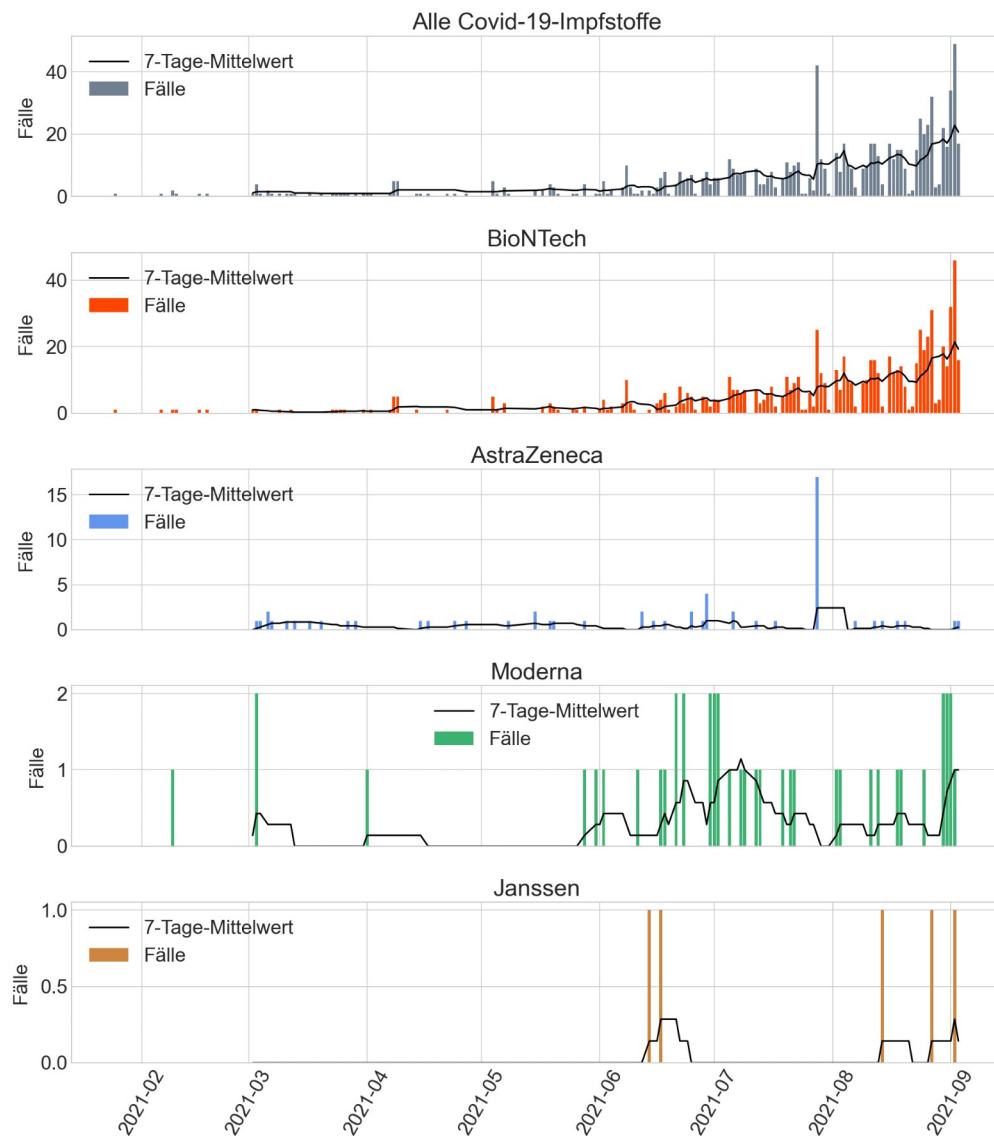 Alle Covid-19-Impfstoffe
Fälle
40
20
0
7-Tage-Mittelwert
Fälle
BioNTech
Fälle
40
20
0
7-Tage-Mittelwert
Fälle
AstraZeneca
Fälle
15
10
5
0
7-Tage-Mittelwert
Fälle
Moderna
Fälle
2
1
0
7-Tage-Mittelwert
Fälle
Janssen
Fälle
1.0
0.5
0.0
7-Tage-Mittelwert
Fälle
2021-02
2021-03
2021-04
2021-05
2021-06
2021-07
2021-08
2021-09